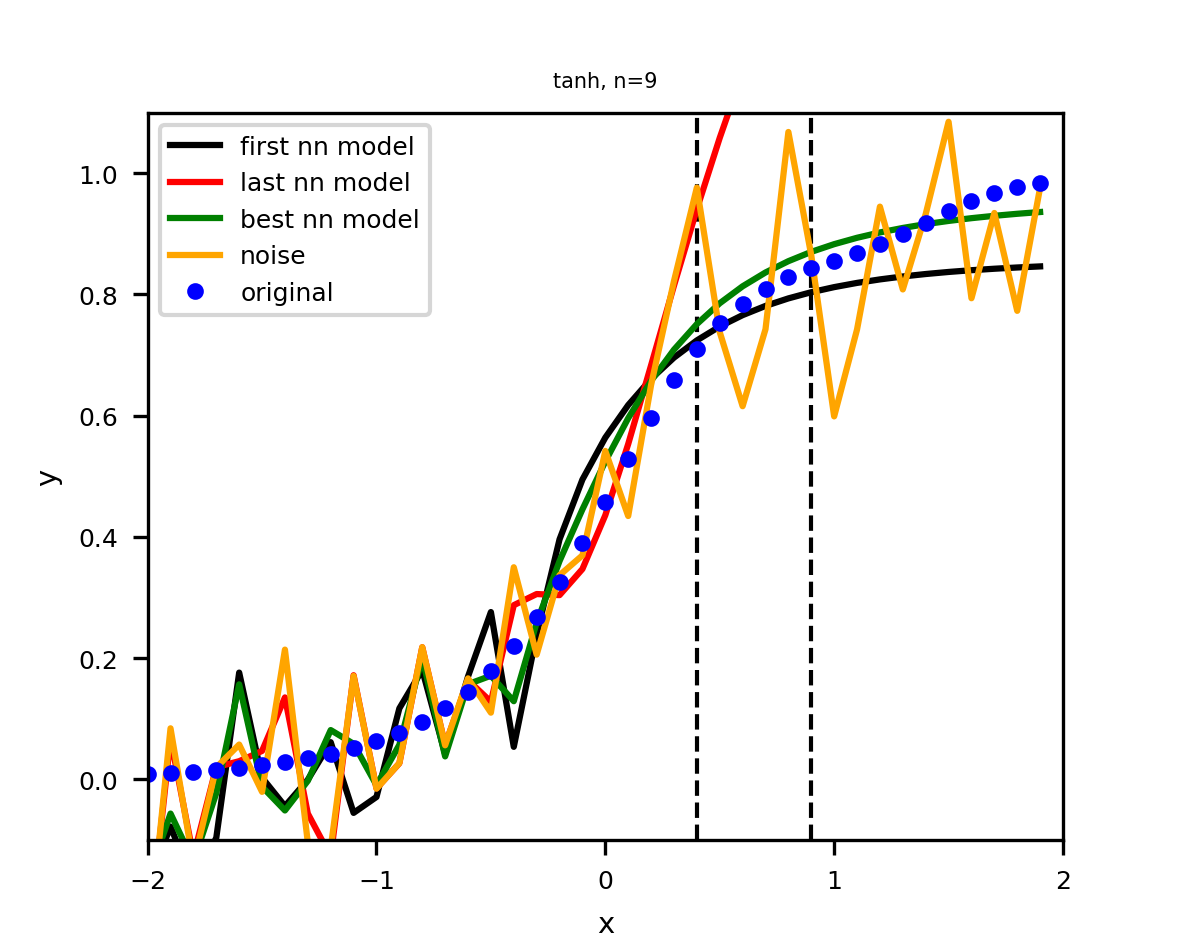 tanh, n=9
first nn model
last nn model
best nn model
noise
original
1.0
0.8
0.6
0.4
0.2
0.0
y
−2
−1
0
1
2
x